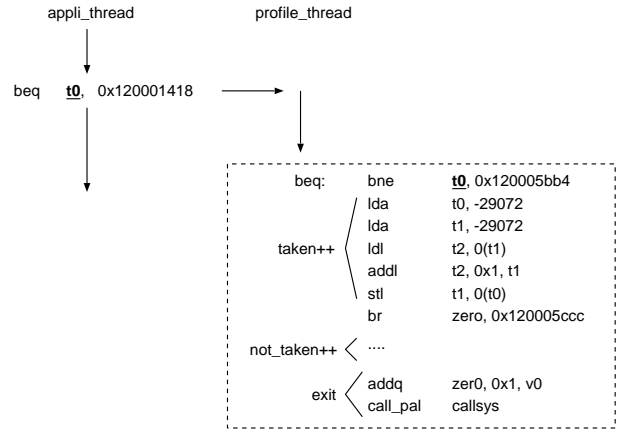 appli_thread profile_thread
beq t0, 0x120001418
beq: bne t0, 0x120005bb4
lda t0, -29072
lda t1, -29072
taken++ ldl t2, 0(t1)
addl t2, 0x1, t1
stl t1, 0(t0)
br zero, 0x120005ccc
not_taken++ ....
addq zer0, 0x1, v0
exit
call_pal callsys